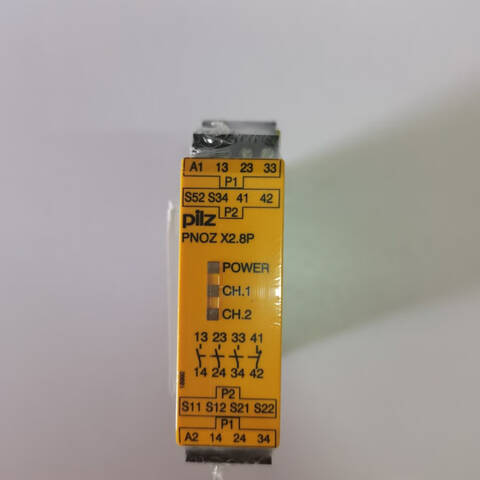 A1 13 23 33
P1
S52 S34 41 42
P2
pilz
PNOZ X2.8P
POWER
CH.1
CH.2
13 23 33 41
14 24 34 42
P2
S11 S12 S21 S22
P1
A2 14 24 34